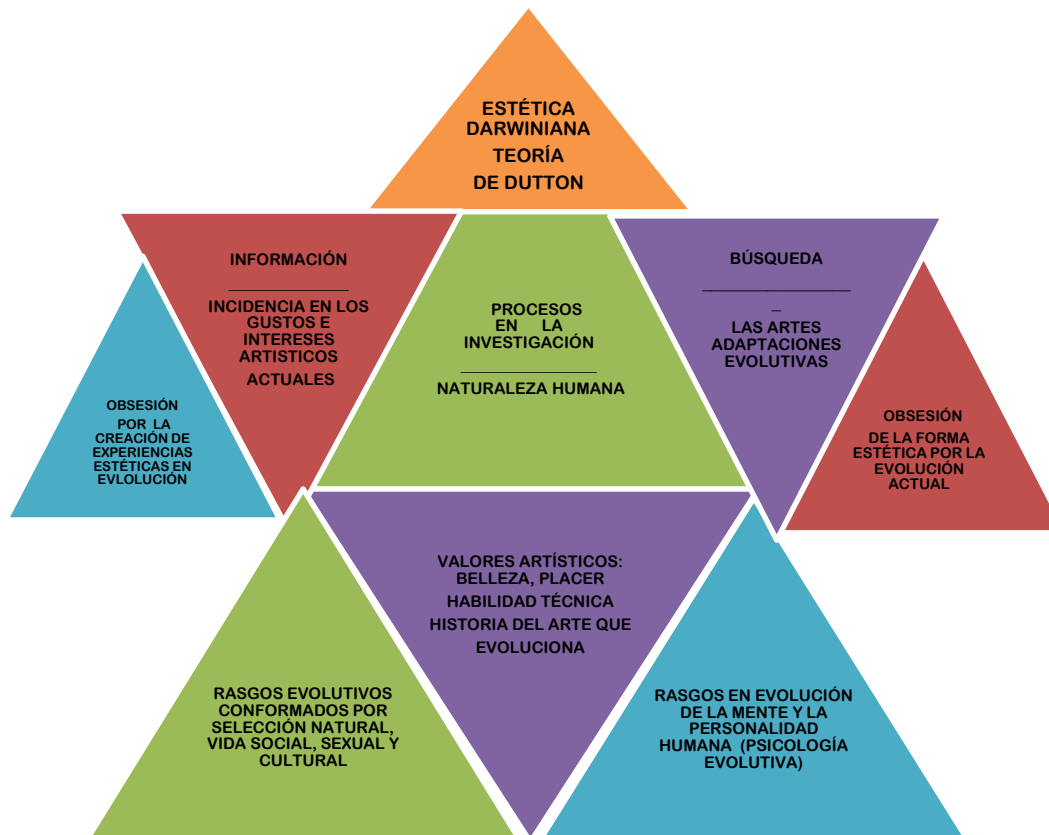 ESTÉTICA
DARWINIANA
TEORÍA
DE DUTTON
INFORMACIÓN
______________
INCIDENCIA EN LOS
GUSTOS E
INTERESES
ARTISTICOS
ACTUALES
PROCESOS
EN LA
INVESTIGACIÓN
________________
NATURALEZA HUMANA
BÚSQUEDA
_________________
_
LAS ARTES
ADAPTACIONES
EVOLUTIVAS
OBSESIÓN
POR LA
CREACIÓN DE
EXPERIENCIAS
ESTÉTICAS EN
EVLOLUCIÓN
OBSESIÓN
DE LA FORMA
ESTÉTICA POR LA
EVOLUCIÓN
ACTUAL
VALORES ARTÍSTICOS:
BELLEZA, PLACER
HABILIDAD TÉCNICA
HISTORIA DEL ARTE QUE
EVOLUCIONA
RASGOS EVOLUTIVOS
CONFORMADOS POR
SELECCIÓN NATURAL,
VIDA SOCIAL, SEXUAL Y
CULTURAL
RASGOS EN EVOLUCIÓN
DE LA MENTE Y LA
PERSONALIDAD
HUMANA (PSICOLOGÍA
EVOLUTIVA)